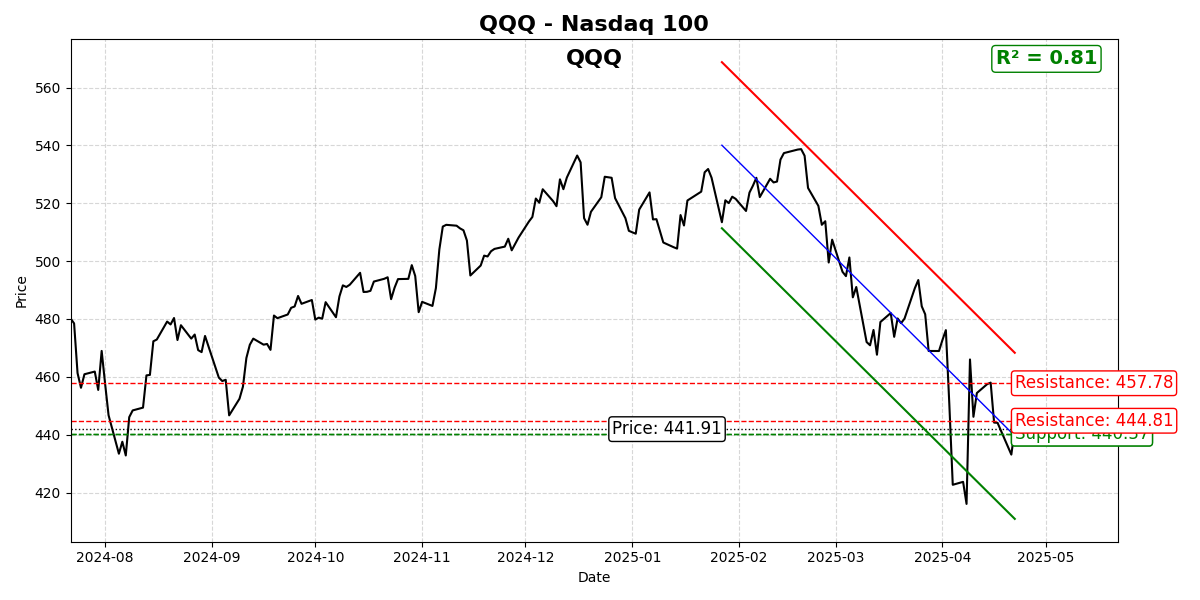 QQQ - Nasdaq 100
QQQ
R² = 0.81
Price
560
540
520
500
480
460
440
420
Resistance: 457.78
Resistance: 444.81
Support: 440.37
Price: 441.91
2024-08
2024-09
2024-10
2024-11
2024-12
2025-01
2025-02
2025-03
2025-04
2025-05
Date